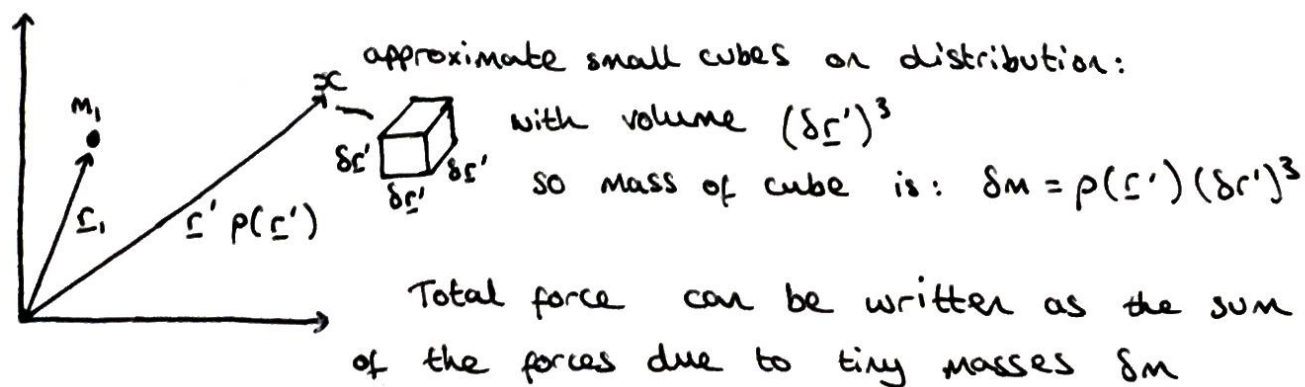 approximate small cubes on distribution:
x
M₁
with volume (δr̲')³
δr̲' δr̲' δr̲'
so mass of cube is: δm = ρ(r̲')(δr')³
r̲₁
r̲' ρ(r̲')
Total force can be written as the sum
of the forces due to tiny masses δm